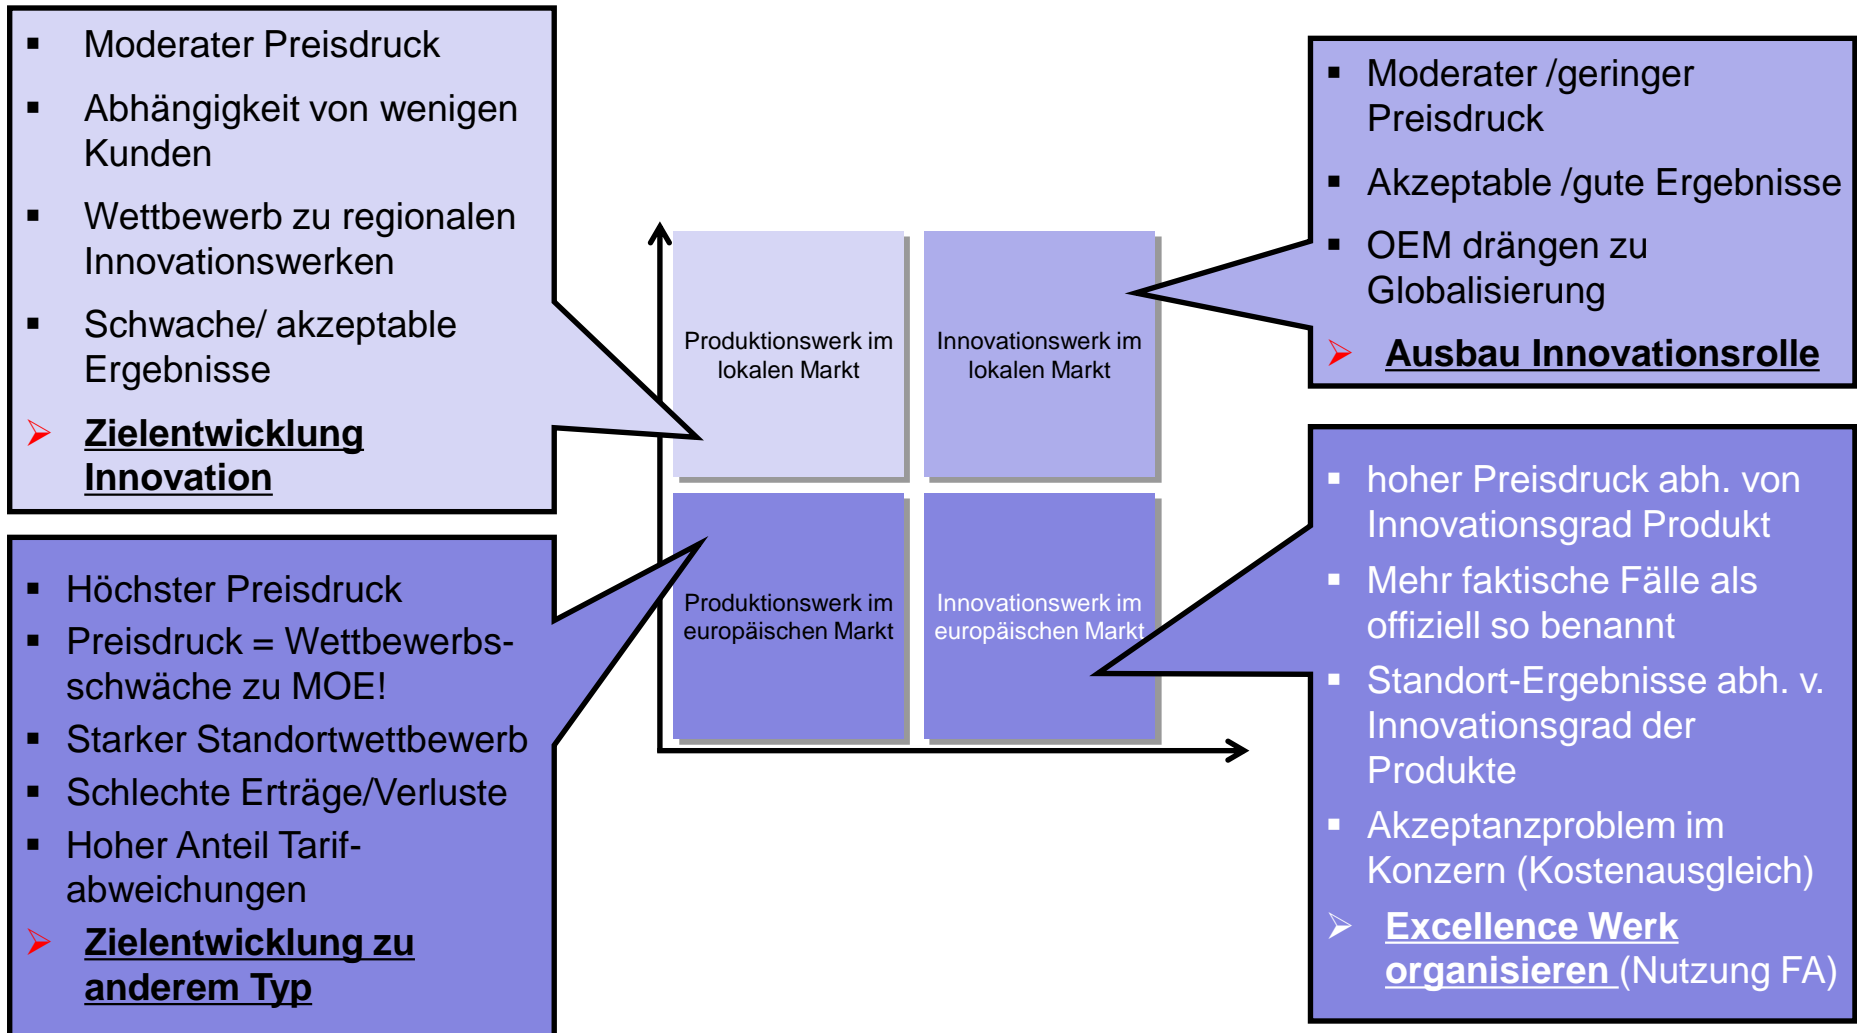 Moderater Preisdruck
Abhängigkeit von wenigen
Kunden
Wettbewerb zu regionalen
Innovationswerken
Schwache/ akzeptable
Ergebnisse
Zielentwicklung
Innovation
Moderater /geringer
Preisdruck
Akzeptable /gute Ergebnisse
OEM drängen zu
Globalisierung
Ausbau Innovationsrolle
Produktionswerk im
lokalen Markt
Innovationswerk im
lokalen Markt
Produktionswerk im
europäischen Markt
Innovationswerk im
europäischen Markt
Höchster Preisdruck
Preisdruck = Wettbewerbs-
schwäche zu MOE!
Starker Standortwettbewerb
Schlechte Erträge/Verluste
Hoher Anteil Tarif-
abweichungen
Zielentwicklung zu
anderem Typ
hoher Preisdruck abh. von
Innovationsgrad Produkt
Mehr faktische Fälle als
offiziell so benannt
Standort-Ergebnisse abh. v.
Innovationsgrad der
Produkte
Akzeptanzproblem im
Konzern (Kostenausgleich)
Excellence Werk
organisieren (Nutzung FA)